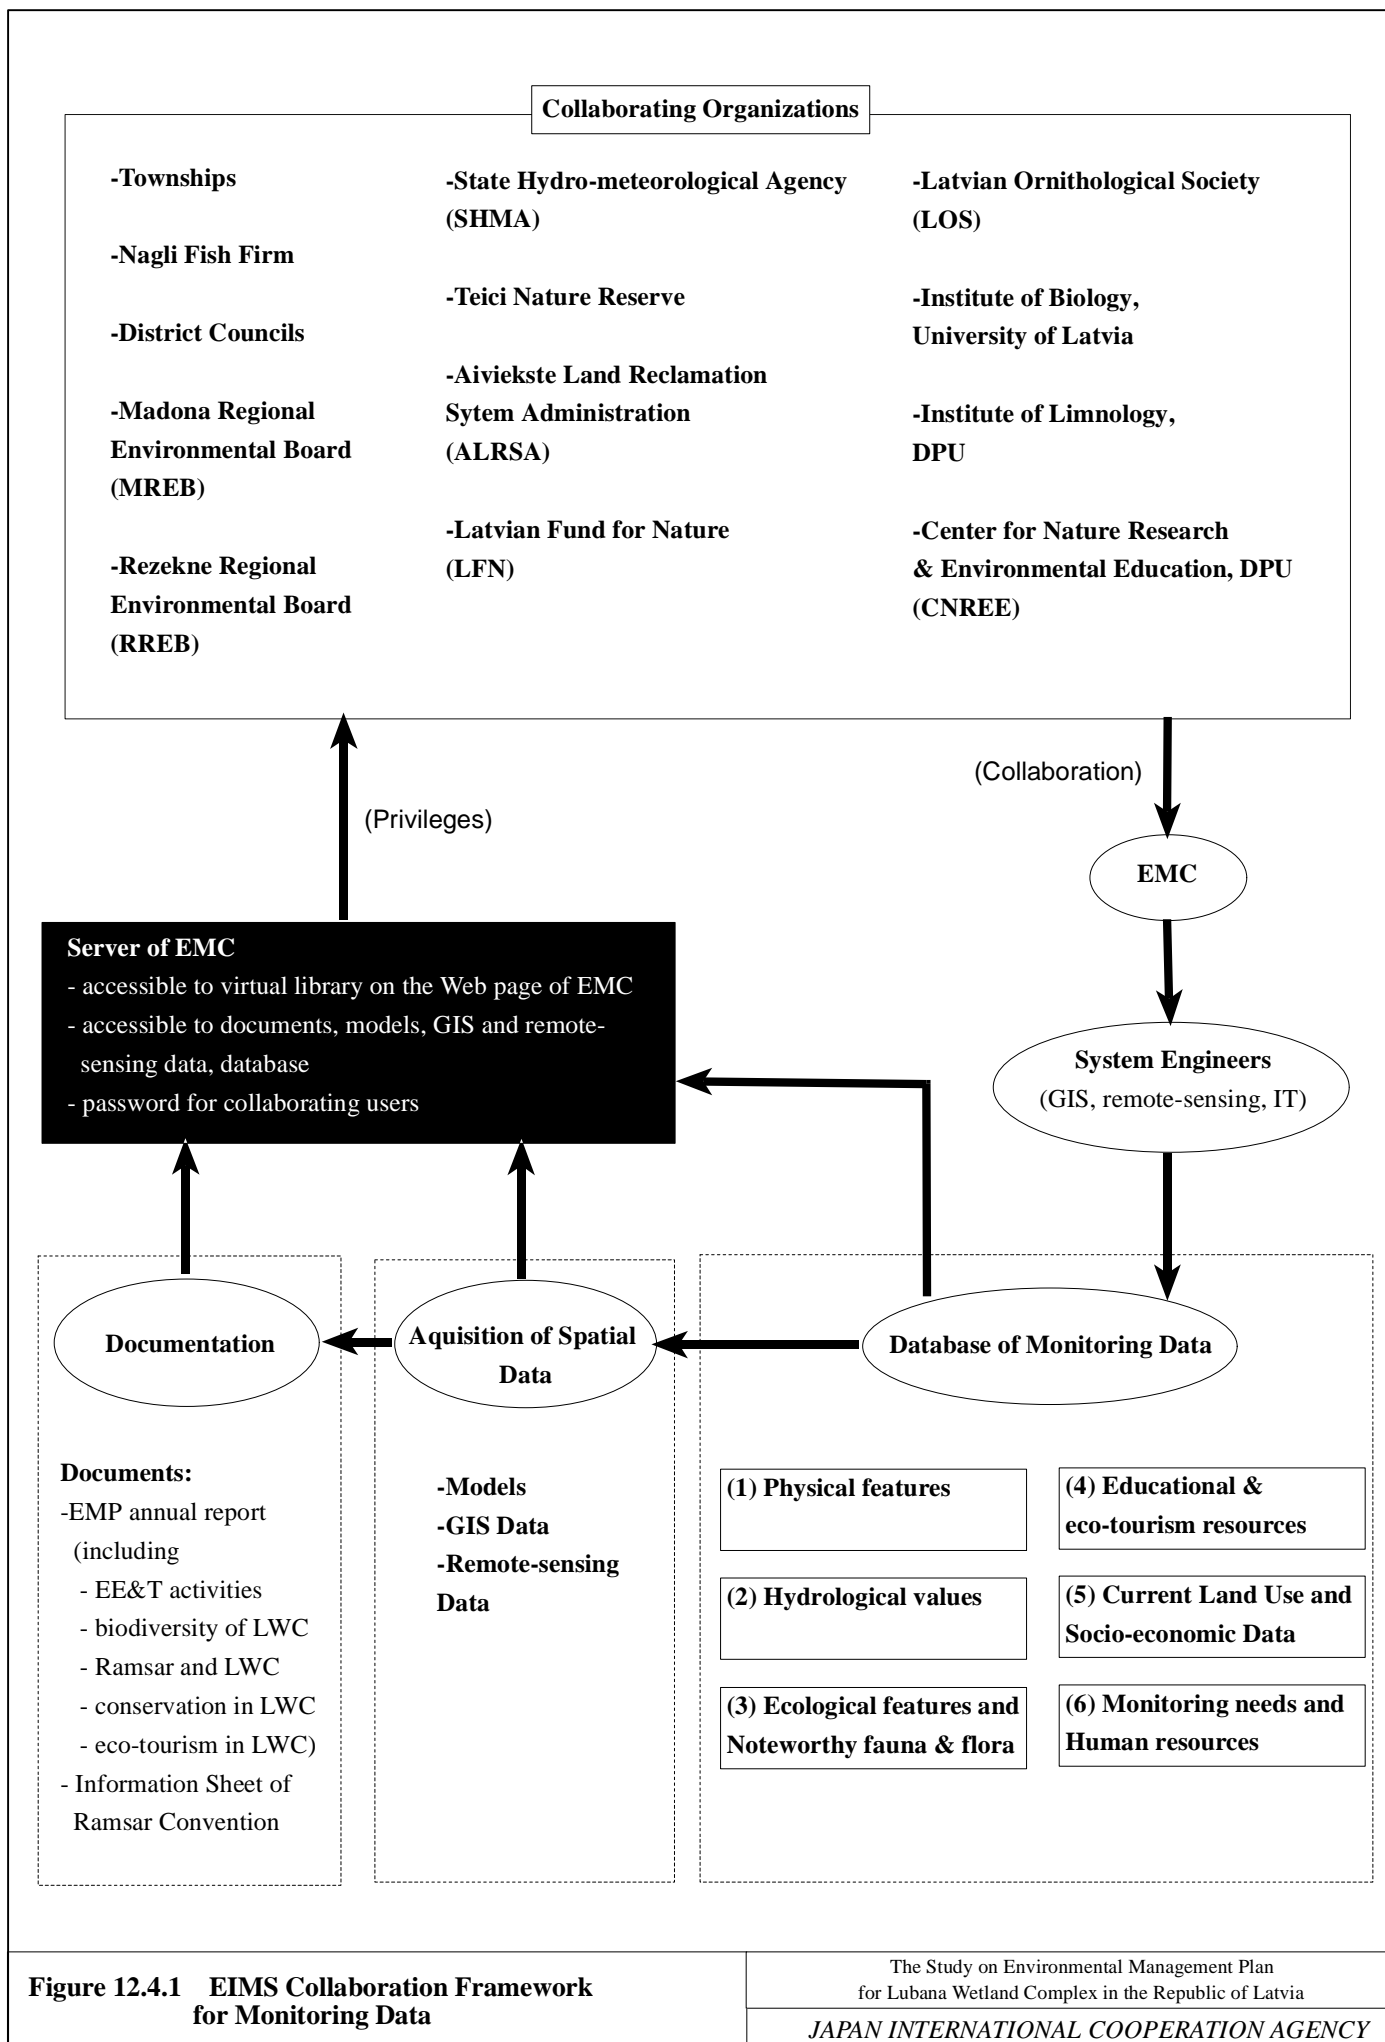 Collaborating Organizations
-Townships
-Nagli Fish Firm
-District Councils
-Madona Regional
Environmental Board
(MREB)
-Rezekne Regional
Environmental Board
(RREB)
-State Hydro-meteorological Agency
(SHMA)
-Teici Nature Reserve
-Aiviekste Land Reclamation
Sytem Administration
(ALRSA)
-Latvian Fund for Nature
(LFN)
-Latvian Ornithological Society
(LOS)
-Institute of Biology,
University of Latvia
-Institute of Limnology,
DPU
-Center for Nature Research
& Environmental Education, DPU
(CNREE)
(Privileges)
(Collaboration)
EMC
System Engineers
(GIS, remote-sensing, IT)
Server of EMC
- accessible to virtual library on the Web page of EMC
- accessible to documents, models, GIS and remote-
sensing data, database
- password for collaborating users
Documentation
Documents:
-EMP annual report
(including
- EE&T activities
- biodiversity of LWC
- Ramsar and LWC
- conservation in LWC
- eco-tourism in LWC)
- Information Sheet of
Ramsar Convention
Aquisition of Spatial
Data
-Models
-GIS Data
-Remote-sensing
Data
Database of Monitoring Data
(1) Physical features
(2) Hydrological values
(3) Ecological features and
Noteworthy fauna & flora
(4) Educational &
eco-tourism resources
(5) Current Land Use and
Socio-economic Data
(6) Monitoring needs and
Human resources
Figure 12.4.1 EIMS Collaboration Framework
for Monitoring Data
The Study on Environmental Management Plan
for Lubana Wetland Complex in the Republic of Latvia
JAPAN INTERNATIONAL COOPERATION AGENCY